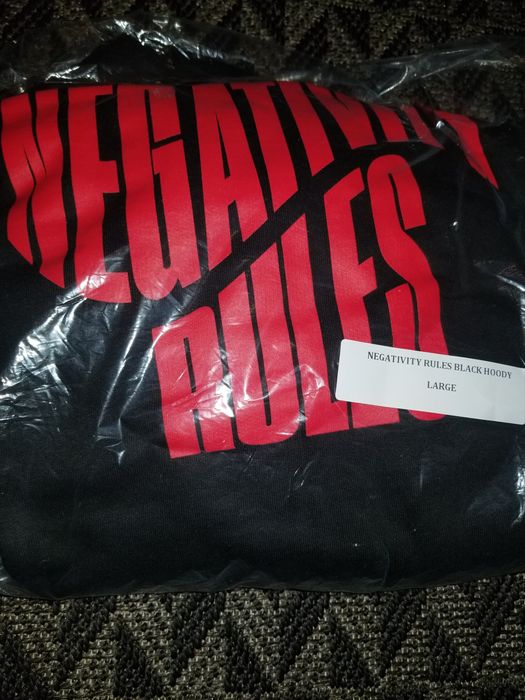 NEGATIVITY
RULES
NEGATIVITY RULES BLACK HOODY
LARGE